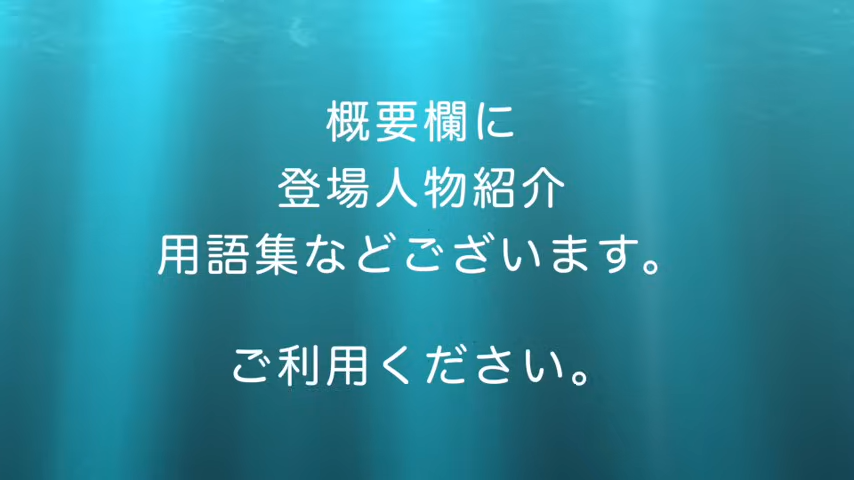 概要欄に
登場人物紹介
用語集などございます。
ご利用ください。